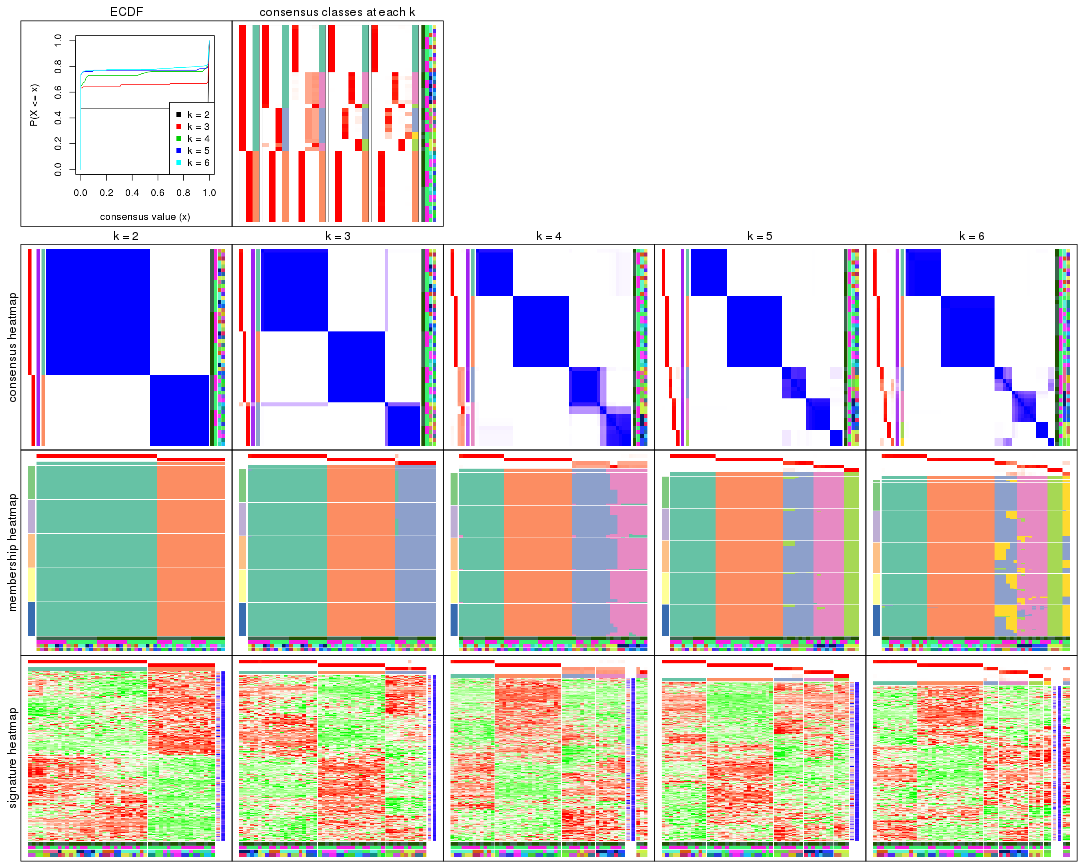 ECDF
consensus classes at each k
P(X <= x)
0.0 0.2 0.4 0.6 0.8 1.0
k = 2
k = 3
k = 4
k = 5
k = 6
0.0 0.2 0.4 0.6 0.8 1.0
consensus value (x)
k = 2
k = 3
k = 4
k = 5
k = 6
consensus heatmap
membership heatmap
signature heatmap